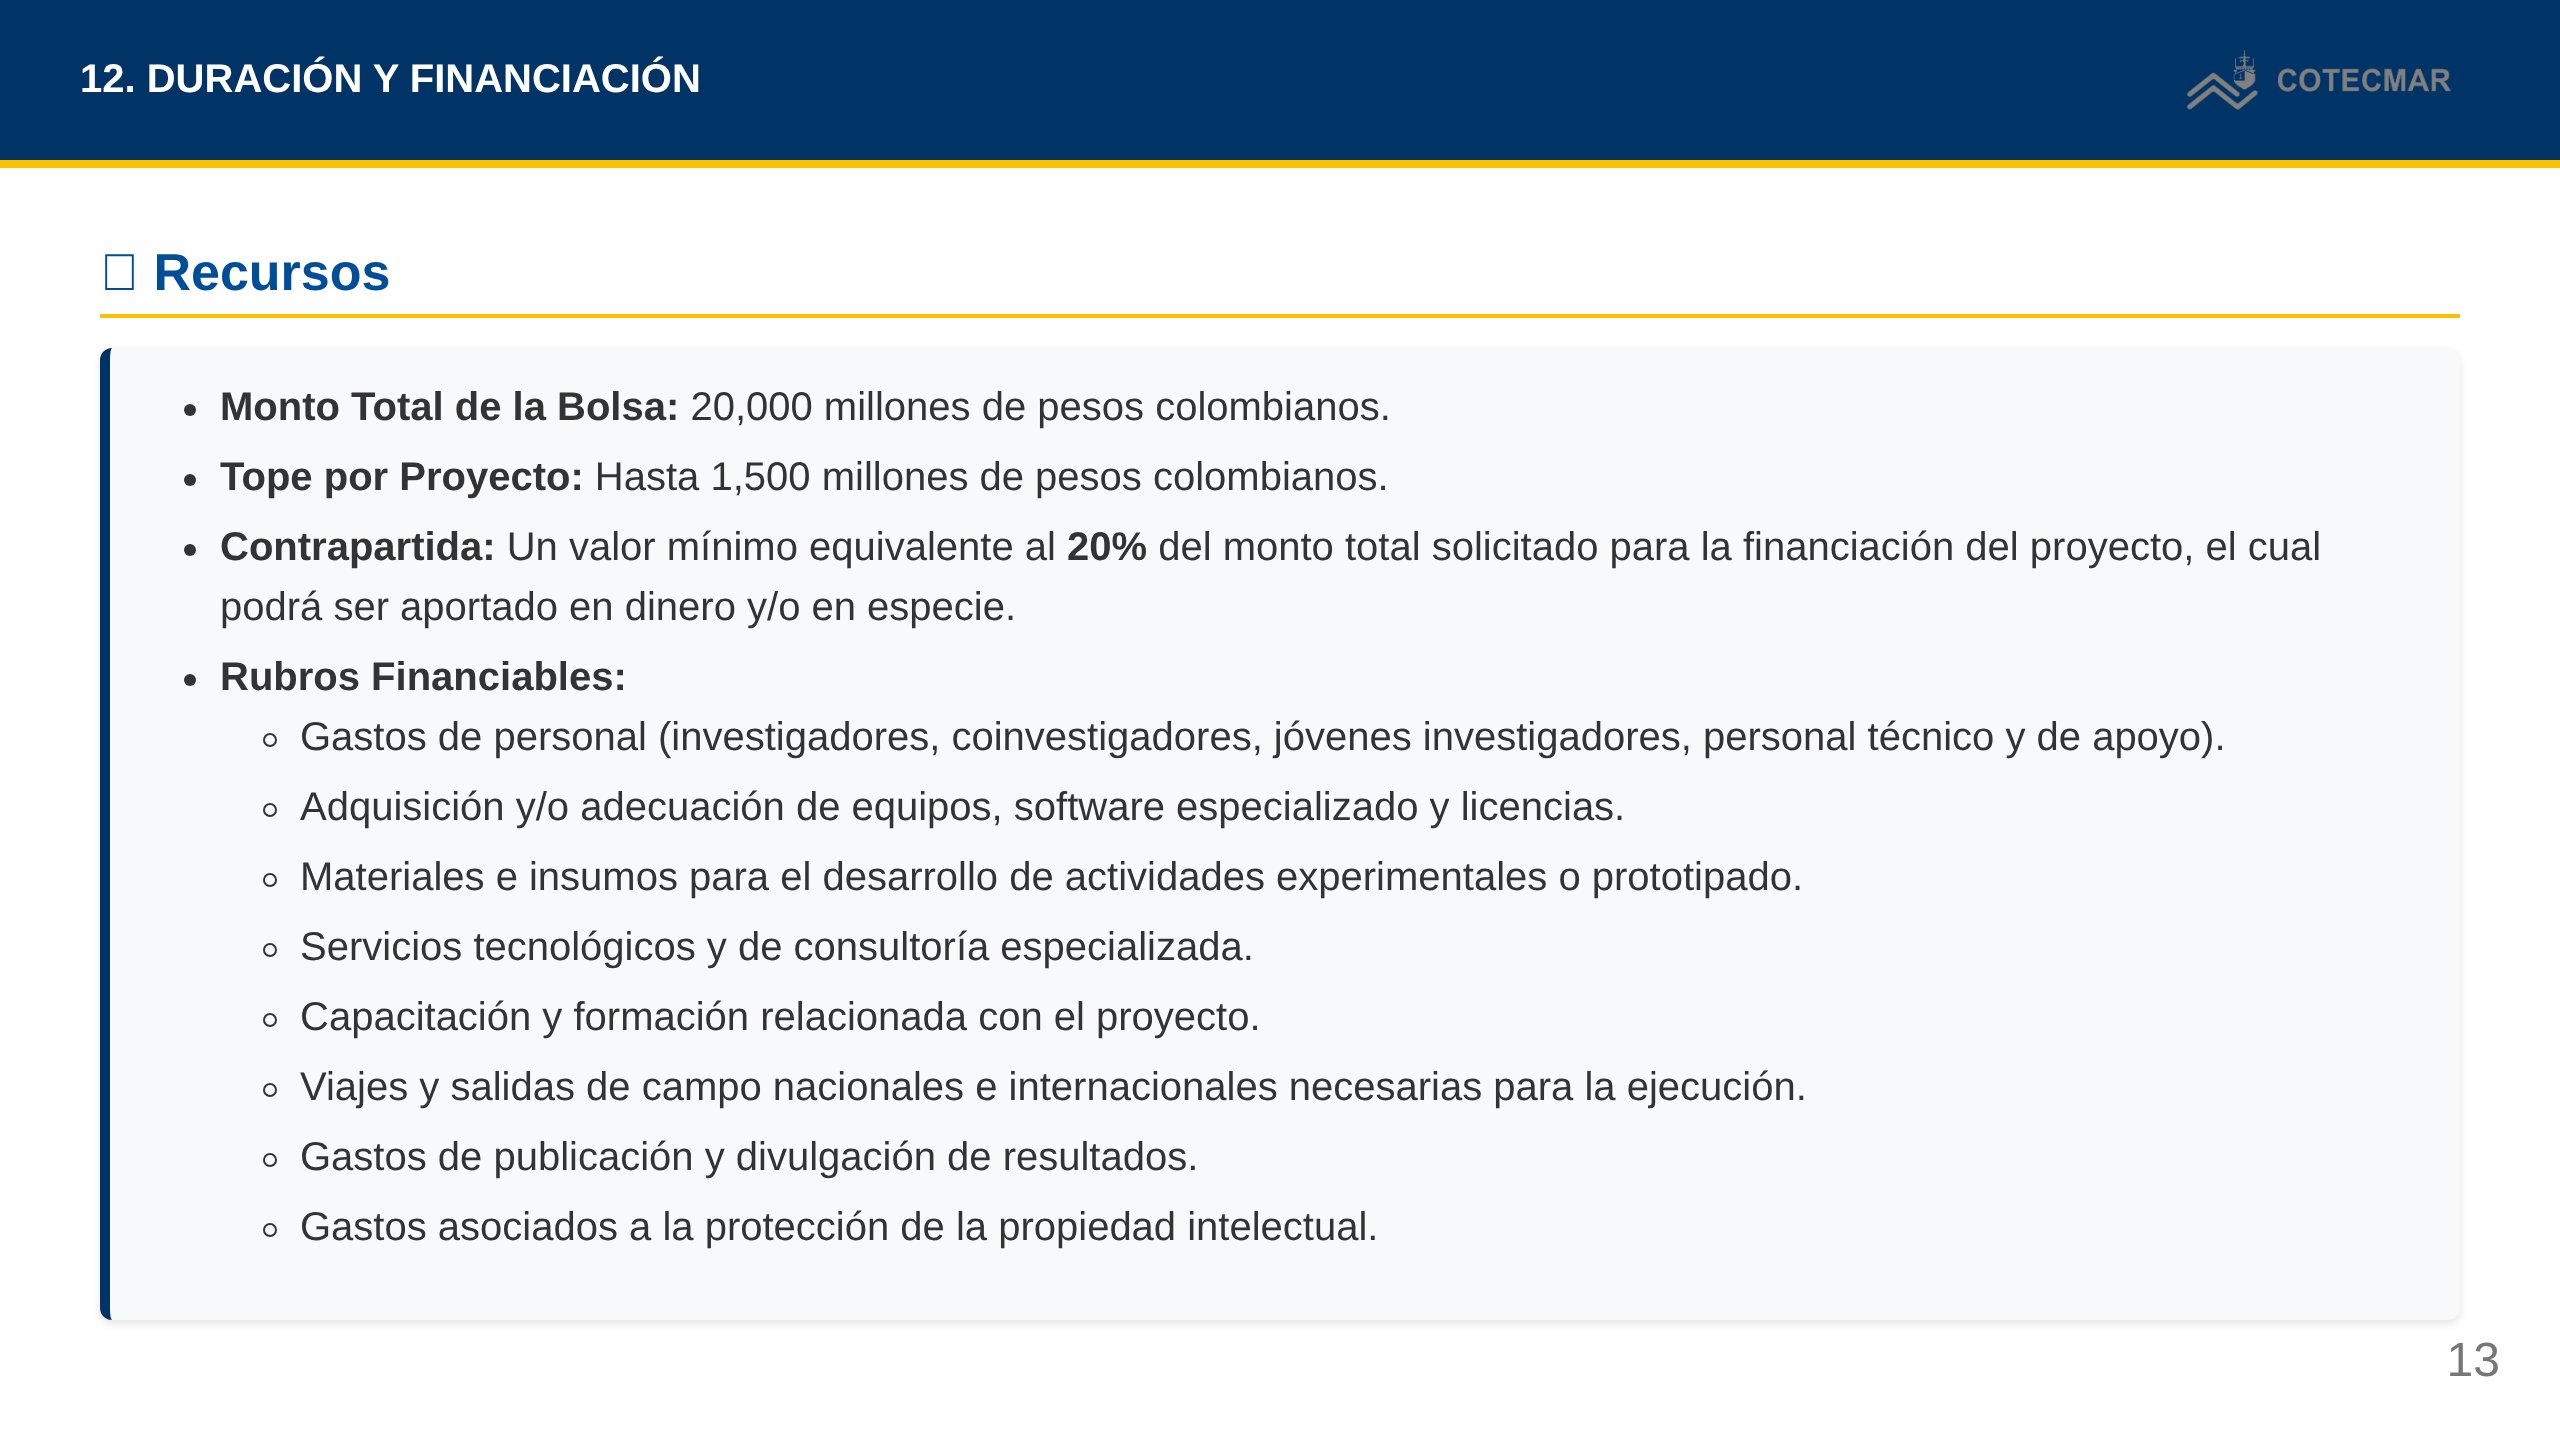 12. DURACIÓN Y FINANCIACIÓN
COTECMAR
Recursos
• Monto Total de la Bolsa: 20,000 millones de pesos colombianos.
• Tope por Proyecto: Hasta 1,500 millones de pesos colombianos.
• Contrapartida: Un valor mínimo equivalente al 20% del monto total solicitado para la financiación del proyecto, el cual
podrá ser aportado en dinero y/o en especie.
• Rubros Financiables:
◦ Gastos de personal (investigadores, coinvestigadores, jóvenes investigadores, personal técnico y de apoyo).
◦ Adquisición y/o adecuación de equipos, software especializado y licencias.
◦ Materiales e insumos para el desarrollo de actividades experimentales o prototipado.
◦ Servicios tecnológicos y de consultoría especializada.
◦ Capacitación y formación relacionada con el proyecto.
◦ Viajes y salidas de campo nacionales e internacionales necesarias para la ejecución.
◦ Gastos de publicación y divulgación de resultados.
◦ Gastos asociados a la protección de la propiedad intelectual.
13